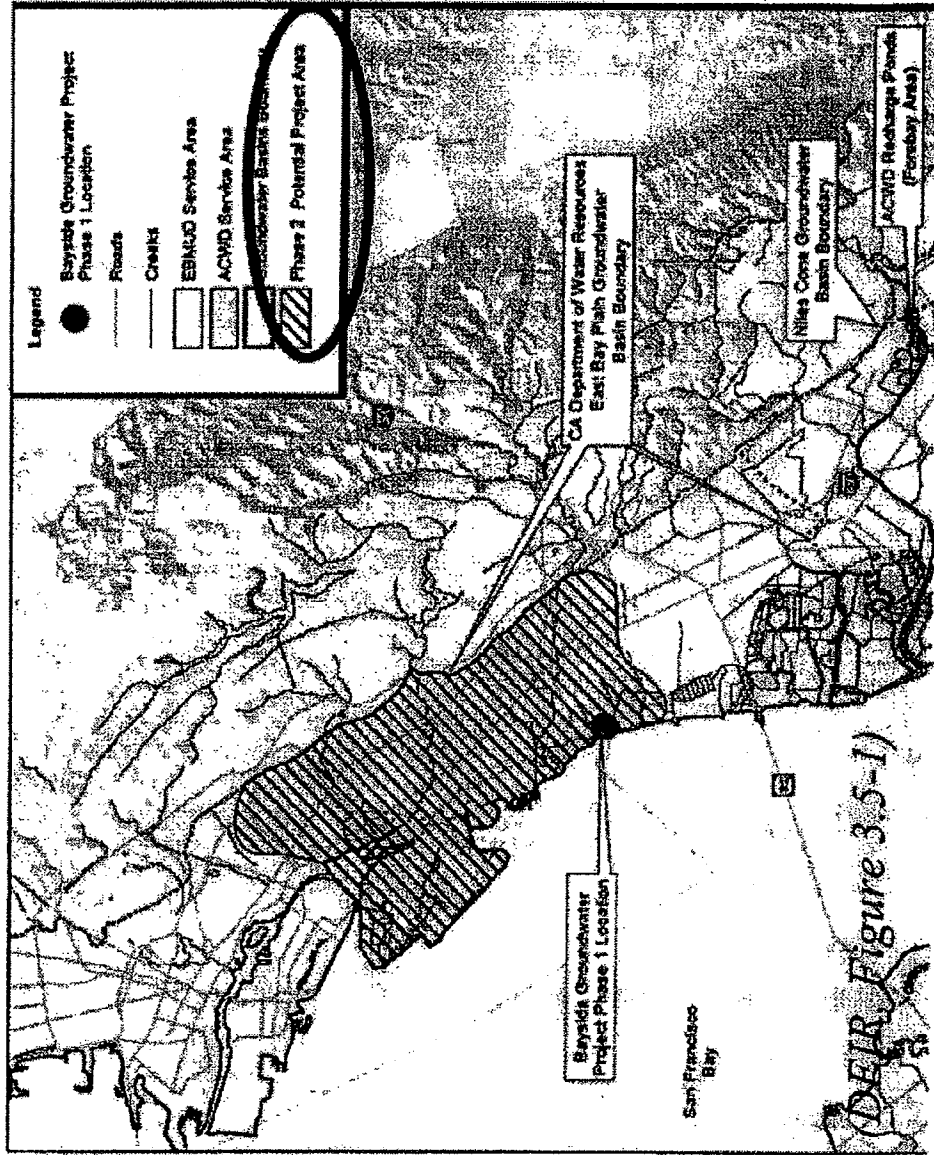 Legend
Bayside Groundwater Project
Phase 1 Location
Roads
Creeks
EBMUD Service Area
ACWD Service Area
Groundwater Basins
Phase 2 Potential Project Area
CA Department of Water Resources
East Bay Plain Groundwater
Basin Boundary
Niles Cone Groundwater
Basin Boundary
ACWD Recharge Ponds
(Forebay Area)
Bayside Groundwater
Project Phase 1 Location
San Francisco
Bay
(DEIR, Figure 3.5-1)